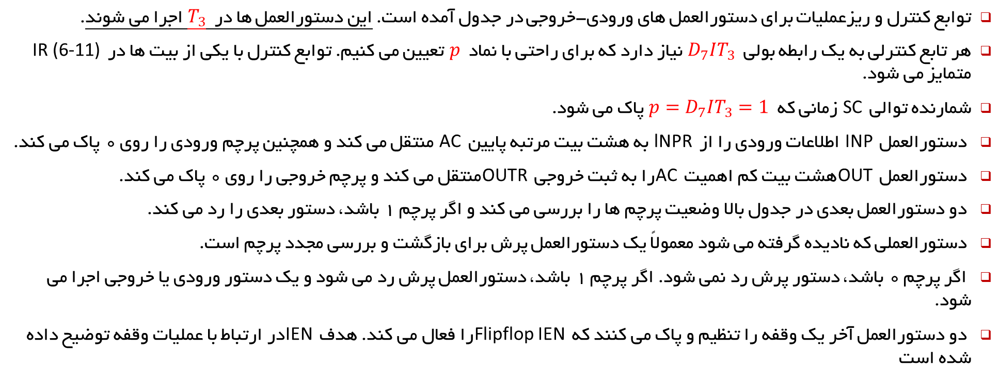 توابع کنترل و ریزعملیات برای دستورالعمل های ورودی–خروجی در جدول آمده است. این دستورالعمل ها در T3 اجرا می شوند.
هر تابع کنترلی به یک رابطه بولی D7IT3 نیاز دارد که برای راحتی با نماد p تعیین می کنیم. توابع کنترل با یکی از بیت ها در IR (6-11)
متمایز می شود.
شمارنده توالی SC زمانی که p = D7IT3 = 1 پاک می شود.
دستورالعمل INP اطلاعات ورودی را از INPR به هشت بیت مرتبه پایین AC منتقل می کند و همچنین پرچم ورودی را روی ۰ پاک می کند.
دستورالعمل OUTهشت بیت کم اهمیت ACرا به ثبت خروجی OUTRمنتقل می کند و پرچم خروجی را روی ۰ پاک می کند.
دو دستورالعمل بعدی در جدول بالا وضعیت پرچم ها را بررسی می کند و اگر پرچم ۱ باشد، دستور بعدی را رد می کند.
دستورالعملی که نادیده گرفته می شود معمولاً یک دستورالعمل پرش برای بازگشت و بررسی مجدد پرچم است.
اگر پرچم ۰ باشد، دستور پرش رد نمی شود. اگر پرچم ۱ باشد، دستورالعمل پرش رد می شود و یک دستور ورودی یا خروجی اجرا می
شود.
دو دستورالعمل آخر یک وقفه را تنظیم و پاک می کنند که Flipflop IENرا فعال می کند. هدف IENدر ارتباط با عملیات وقفه توضیح داده
شده است